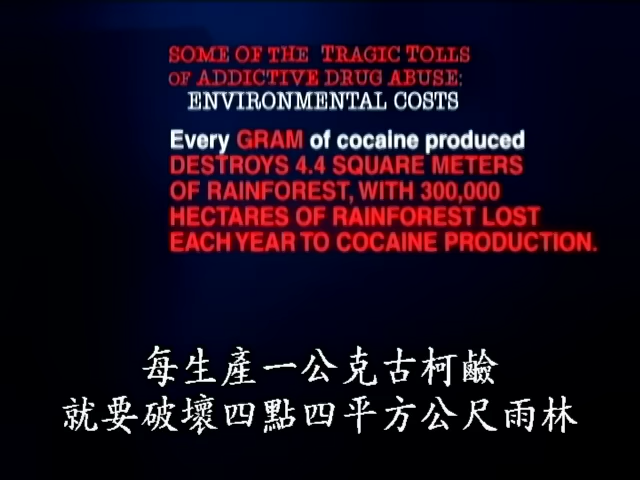 SOME OF THE TRAGIC TOLLS
OF ADDICTIVE DRUG ABUSE:
ENVIRONMENTAL COSTS
Every GRAM of cocaine produced
DESTROYS 4.4 SQUARE METERS
OF RAINFOREST, WITH 300,000
HECTARES OF RAINFOREST LOST
EACH YEAR TO COCAINE PRODUCTION.
每生產一公克古柯鹼
就要破壞四點四平方公尺雨林